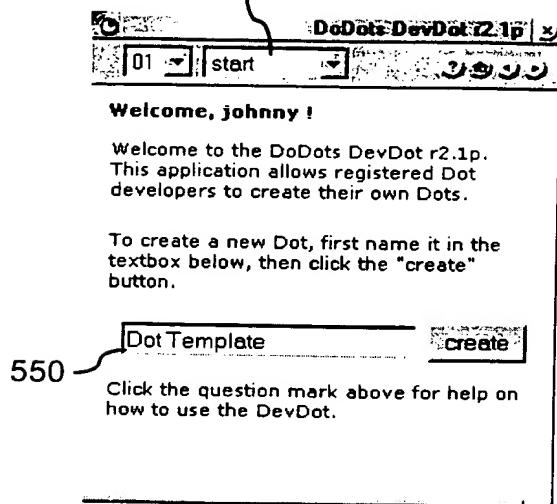 DoDots DevDot r2.1p ×
01 start ?
Welcome, johnny !
Welcome to the DoDots DevDot r2.1p.
This application allows registered Dot
developers to create their own Dots.
To create a new Dot, first name it in the
textbox below, then click the "create"
button.
Dot Template create
550
Click the question mark above for help on
how to use the DevDot.